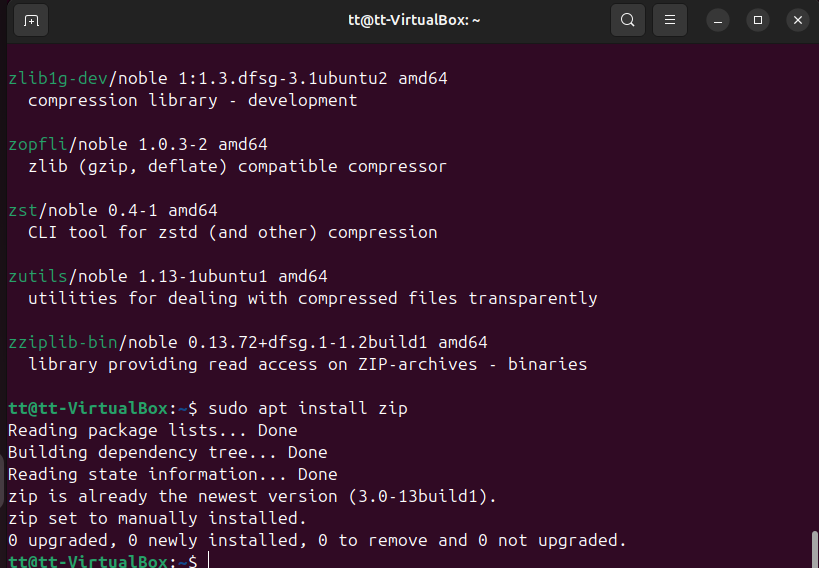 tt@tt-VirtualBox: ~
zlib1g-dev/noble 1:1.3.dfsg-3.1ubuntu2 amd64
  compression library - development
zopfli/noble 1.0.3-2 amd64
  zlib (gzip, deflate) compatible compressor
zst/noble 0.4-1 amd64
  CLI tool for zstd (and other) compression
zutils/noble 1.13-1ubuntu1 amd64
  utilities for dealing with compressed files transparently
zziplib-bin/noble 0.13.72+dfsg.1-1.2build1 amd64
  library providing read access on ZIP-archives - binaries
tt@tt-VirtualBox:~$ sudo apt install zip
Reading package lists... Done
Building dependency tree... Done
Reading state information... Done
zip is already the newest version (3.0-13build1).
zip set to manually installed.
0 upgraded, 0 newly installed, 0 to remove and 0 not upgraded.
tt@tt-VirtualBox:~$